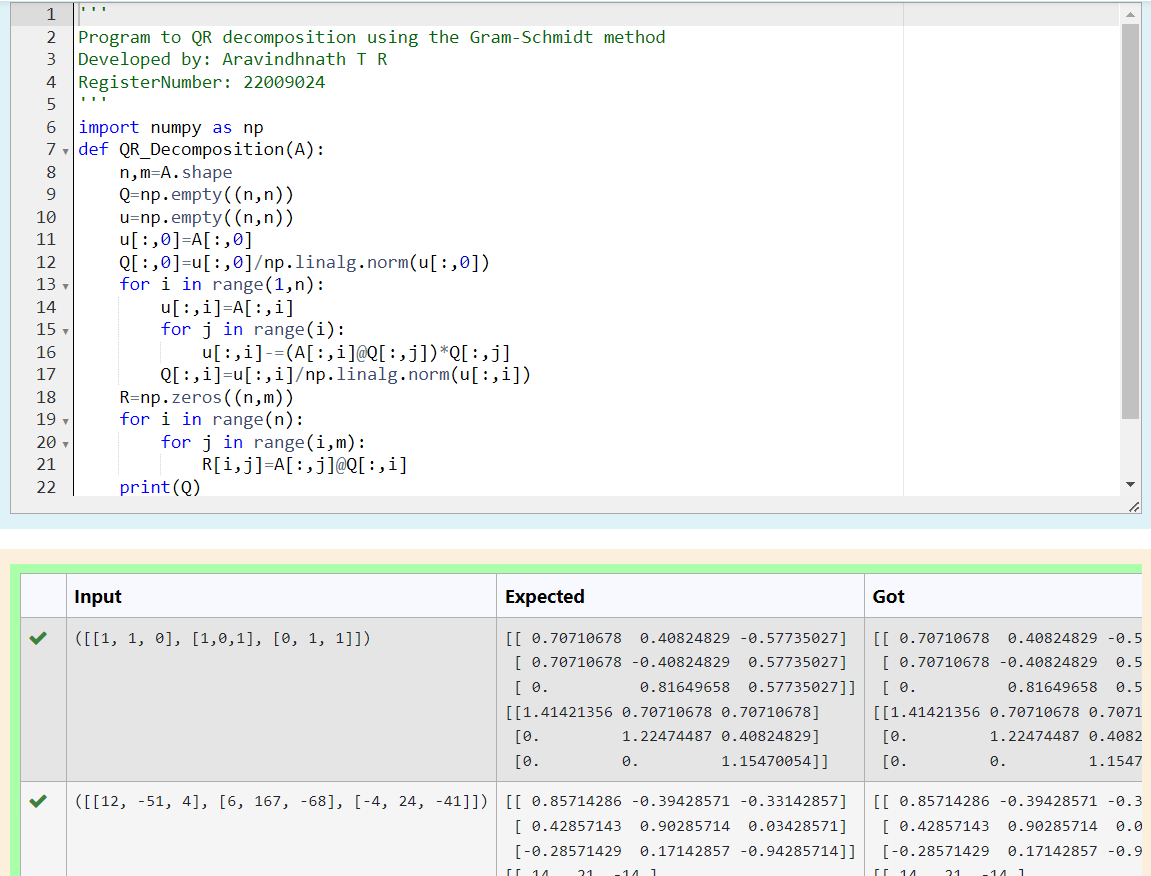 1 '''
2 Program to QR decomposition using the Gram-Schmidt method
3 Developed by: Aravindhnath T R
4 RegisterNumber: 22009024
5 '''
6 import numpy as np
7 def QR_Decomposition(A):
8     n,m=A.shape
9     Q=np.empty((n,n))
10     u=np.empty((n,n))
11     u[:,0]=A[:,0]
12     Q[:,0]=u[:,0]/np.linalg.norm(u[:,0])
13     for i in range(1,n):
14         u[:,i]=A[:,i]
15         for j in range(i):
16             u[:,i]-=(A[:,i]@Q[:,j])*Q[:,j]
17         Q[:,i]=u[:,i]/np.linalg.norm(u[:,i])
18     R=np.zeros((n,m))
19     for i in range(n):
20         for j in range(i,m):
21             R[i,j]=A[:,j]@Q[:,i]
22     print(Q)
Input Expected Got
([[1, 1, 0], [1,0,1], [0, 1, 1]]) [[ 0.70710678 0.40824829 -0.57735027] [[ 0.70710678 0.40824829 -0.5
[ 0.70710678 -0.40824829 0.57735027] [ 0.70710678 -0.40824829 0.5
[ 0. 0.81649658 0.57735027]] [ 0. 0.81649658 0.5
[[1.41421356 0.70710678 0.70710678] [[1.41421356 0.70710678 0.7071
[0. 1.22474487 0.40824829] [0. 1.22474487 0.4082
[0. 0. 1.15470054]] [0. 0. 1.1547
([[12, -51, 4], [6, 167, -68], [-4, 24, -41]]) [[ 0.85714286 -0.39428571 -0.33142857] [[ 0.85714286 -0.39428571 -0.3
[ 0.42857143 0.90285714 0.03428571] [ 0.42857143 0.90285714 0.0
[-0.28571429 0.17142857 -0.94285714]] [-0.28571429 0.17142857 -0.9
[[ 14. 21. -14.] [[ 14. 21. -14.]